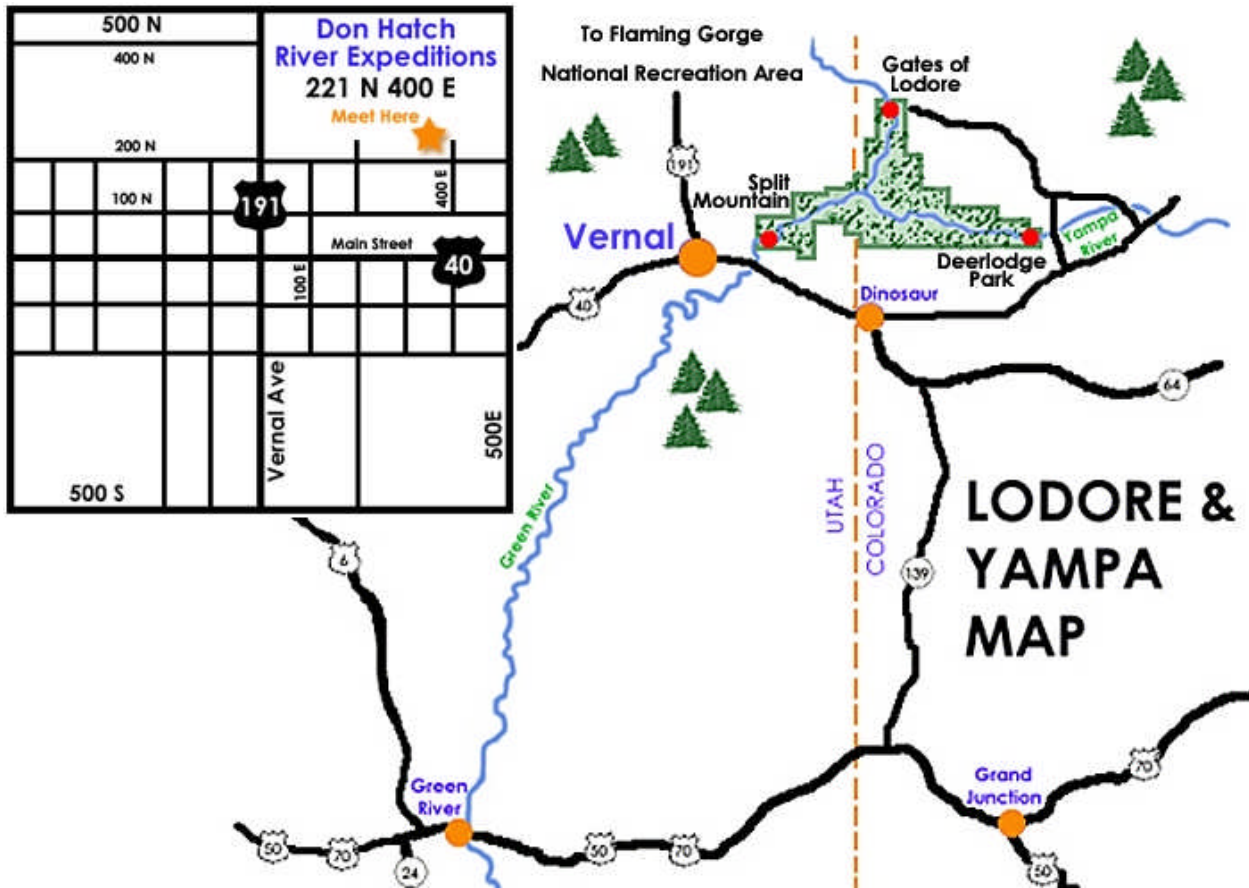 500 N
400 N
Don Hatch
River Expeditions
221 N 400 E
Meet Here
200 N
100 N
191
400 E
Main Street
40
100 E
Vernal Ave
500E
500 S
To Flaming Gorge
National Recreation Area
191
Gates of
Lodore
Split
Mountain
Vernal
Yampa
River
Deerlodge
Park
40
Dinosaur
64
Green River
UTAH
COLORADO
139
LODORE &
YAMPA
MAP
6
Green
River
50
70
24
50
70
Grand
Junction
70
50